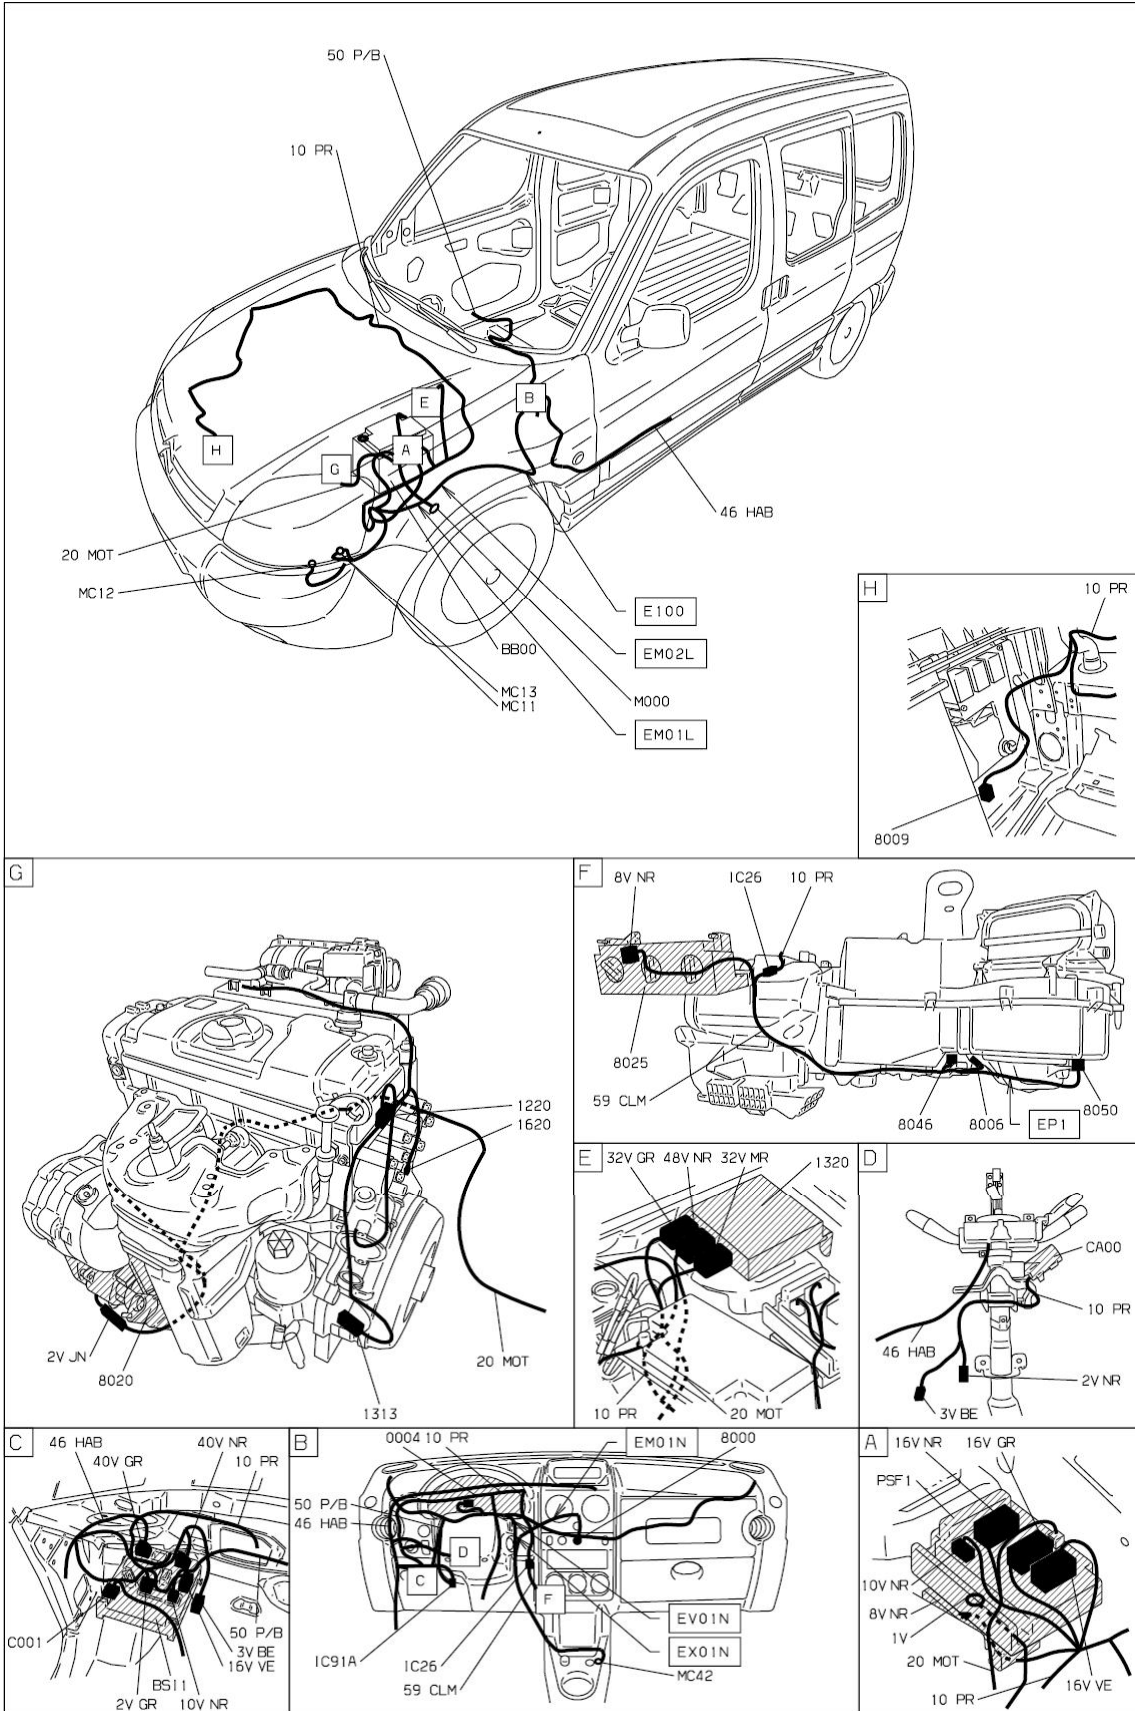 50 P/B
10 PR
E
B
H
A
G
46 HAB
20 MOT
MC12
E100
BB00
EM02L
MC13
MC11
M000
EM01L
H
10 PR
8009
G
1220
1620
2V JN
8020
20 MOT
1313
F
8V NR
IC26
10 PR
8025
59 CLM
8046
8006
EP1
8050
E
32V GR
48V NR
32V MR
1320
10 PR
20 MOT
D
CA00
10 PR
46 HAB
2V NR
3V BE
C
46 HAB
40V NR
40V GR
10 PR
C001
50 P/B
3V BE
16V VE
BSI1
2V GR
10V NR
B
0004
10 PR
EM01N
8000
50 P/B
46 HAB
D
C
F
EV01N
EX01N
IC91A
IC26
59 CLM
MC42
A
16V NR
16V GR
PSF1
10V NR
8V NR
1V
20 MOT
10 PR
16V VE